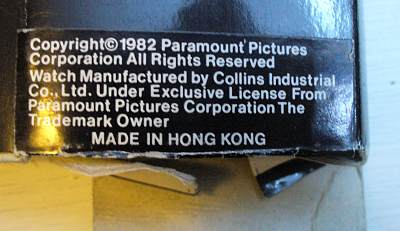 Copyright©1982 Paramount Pictures
Corporation All Rights Reserved
Watch Manufactured by Collins Industrial
Co., Ltd. Under Exclusive License From
Paramount Pictures Corporation The
Trademark Owner
MADE IN HONG KONG